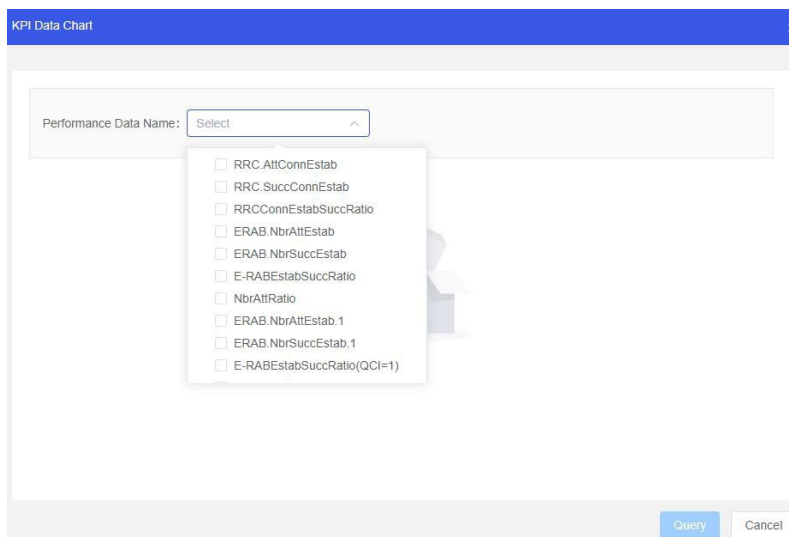 KPI Data Chart
Performance Data Name: Select
RRC.AttConnEstab
RRC.SuccConnEstab
RRCConnEstabSuccRatio
ERAB.NbrAttEstab
ERAB.NbrSuccEstab
E-RABEstabSuccRatio
NbrAttRatio
ERAB.NbrAttEstab.1
ERAB.NbrSuccEstab.1
E-RABEstabSuccRatio(QCI=1)
Query Cancel